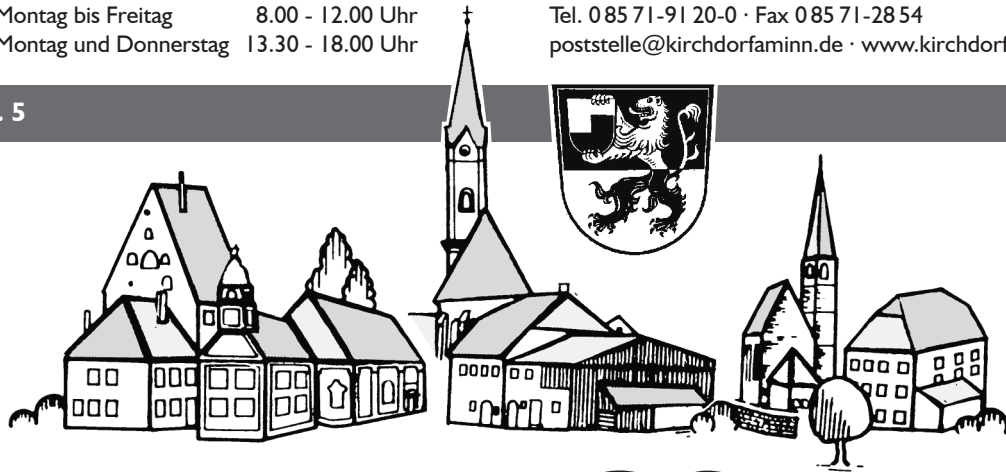 Montag bis Freitag 8.00 - 12.00 Uhr
Montag und Donnerstag 13.30 - 18.00 Uhr
Tel. 0 85 71-91 20-0 · Fax 0 85 71-28 54
poststelle@kirchdorfaminn.de · www.kirchdorf
. 5